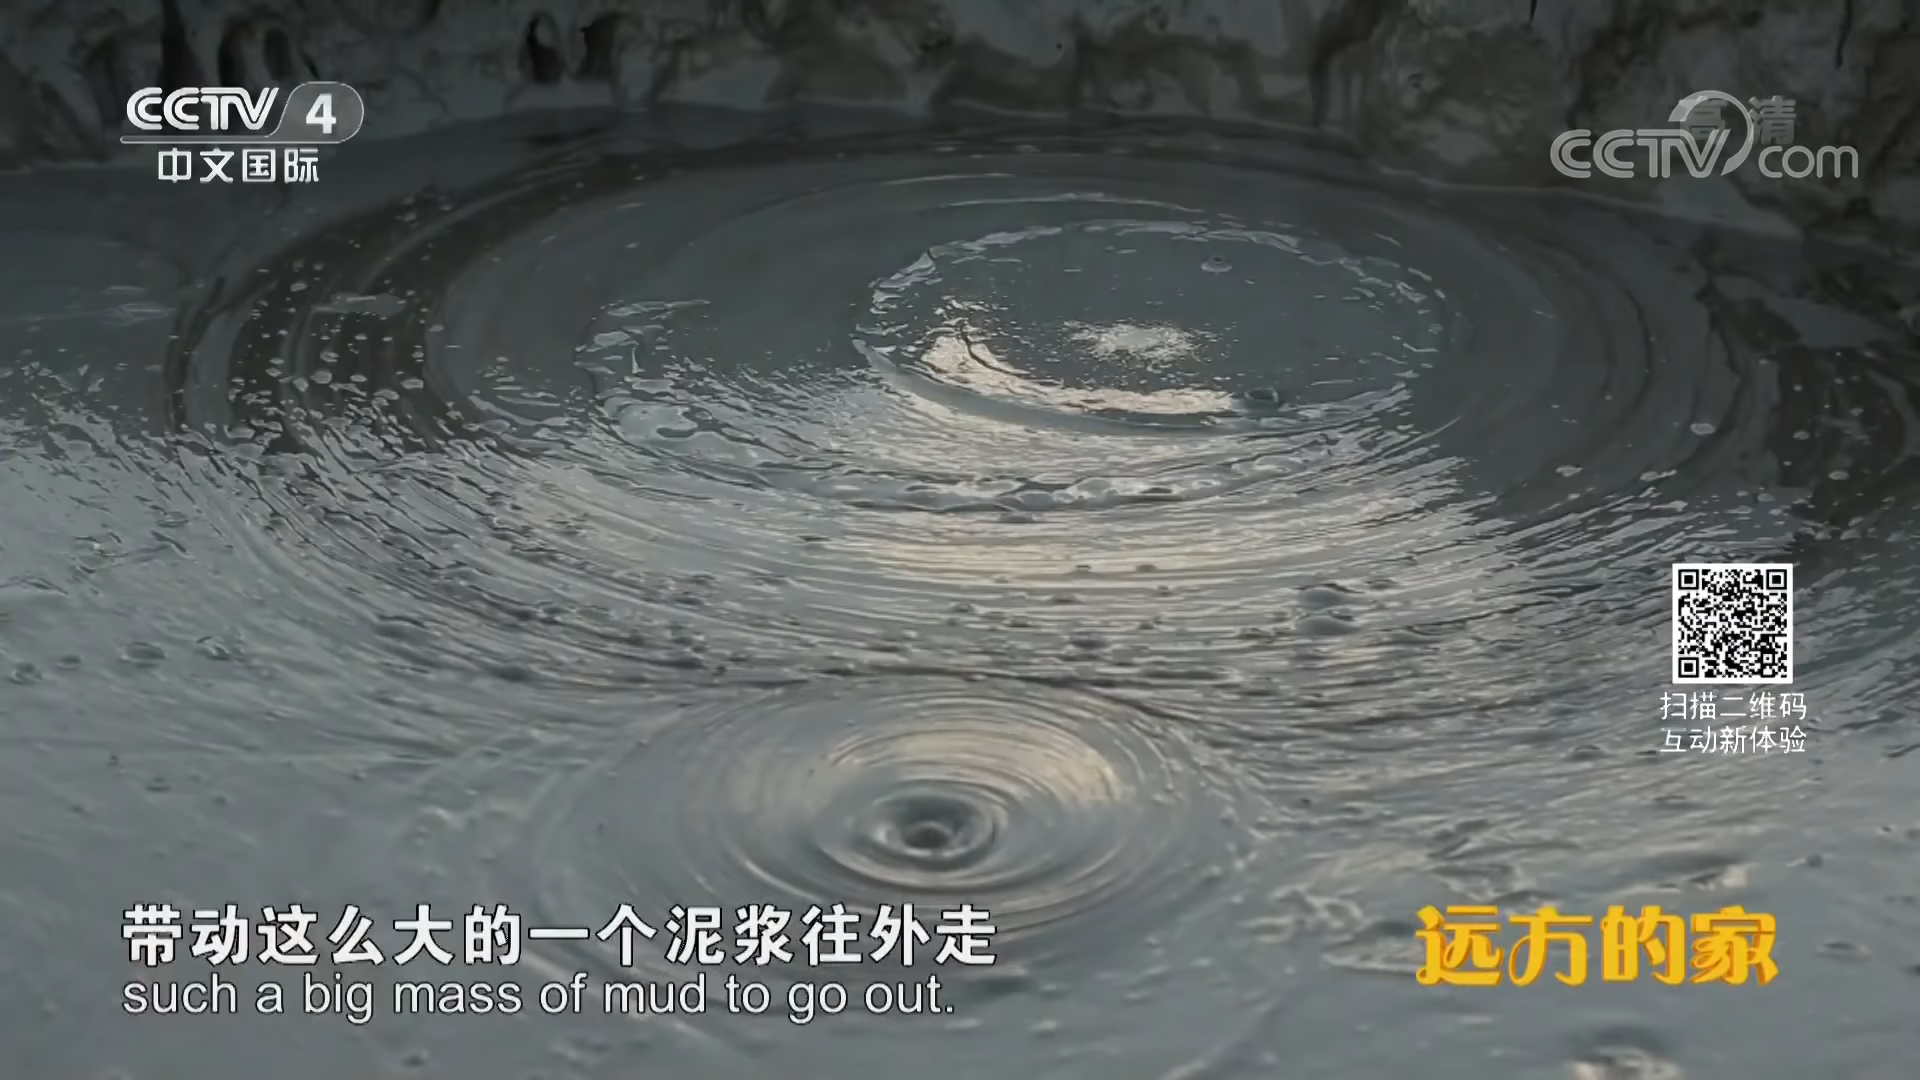 CCTV 4
中文国际
高清
CCTV.com
扫描二维码
互动新体验
带动这么大的一个泥浆往外走
such a big mass of mud to go out.
远方的家